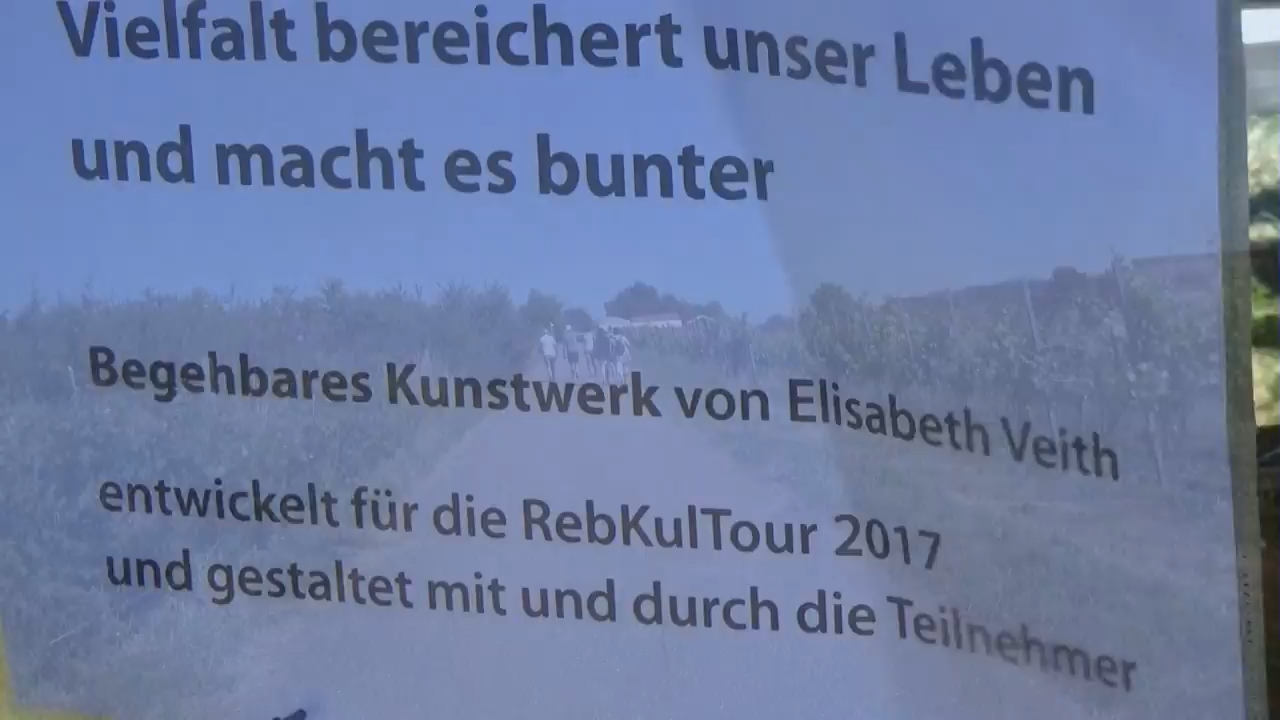 Vielfalt bereichert unser Leben
und macht es bunter
Begehbares Kunstwerk von Elisabeth Veith
entwickelt für die RebKulTour 2017
und gestaltet mit und durch die Teilnehmer